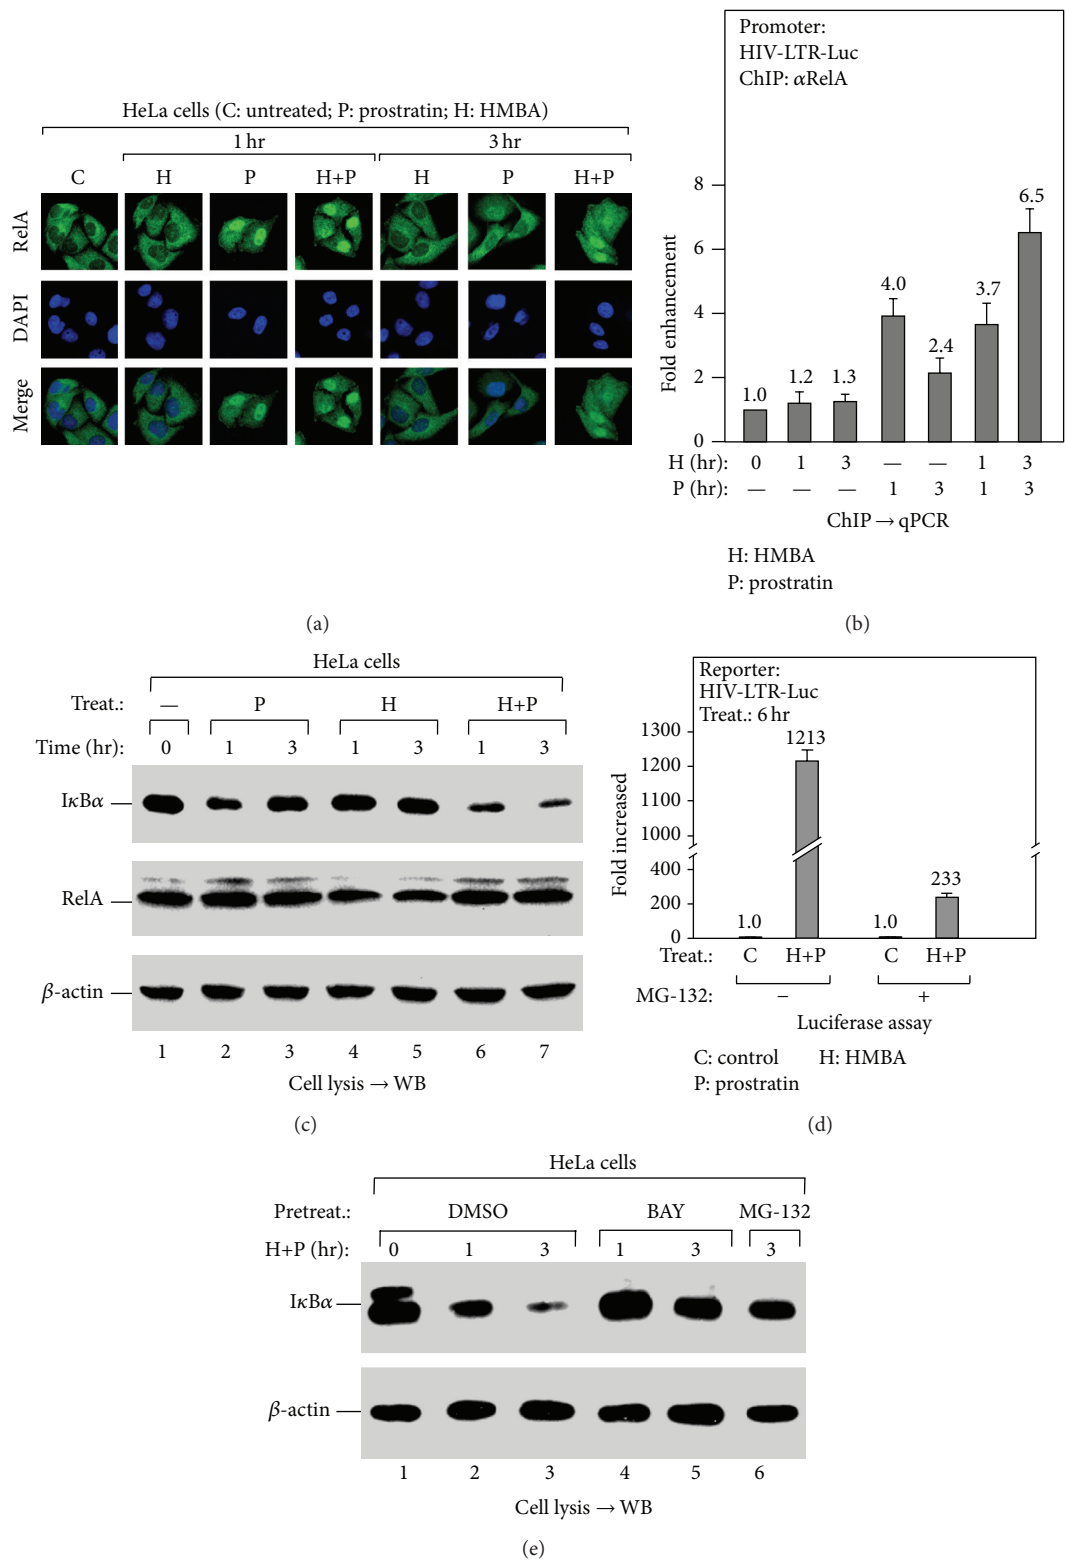 HeLa cells (C: untreated; P: prostratin; H: HMBA)
1 hr 3 hr
C H P H+P H P H+P
RelA
DAPI
Merge
(a)
Promoter:
HIV-LTR-Luc
ChIP: αRelA
Fold enhancement
8
6
4
2
0
1.0 1.2 1.3 4.0 2.4 3.7 6.5
H (hr): 0 1 3 — — 1 3
P (hr): — — — 1 3 1 3
ChIP → qPCR
H: HMBA
P: prostratin
(b)
HeLa cells
Treat.: — P H H+P
Time (hr): 0 1 3 1 3 1 3
IκBα
RelA
β-actin
1 2 3 4 5 6 7
Cell lysis → WB
(c)
Reporter:
HIV-LTR-Luc
Treat.: 6 hr
Fold increased
1300
1200
1100
1000
400
200
0
1.0 1213 1.0 233
Treat.: C H+P C H+P
MG-132: − +
Luciferase assay
C: control H: HMBA
P: prostratin
(d)
HeLa cells
Pretreat.: DMSO BAY MG-132
H+P (hr): 0 1 3 1 3 3
IκBα
β-actin
1 2 3 4 5 6
Cell lysis → WB
(e)